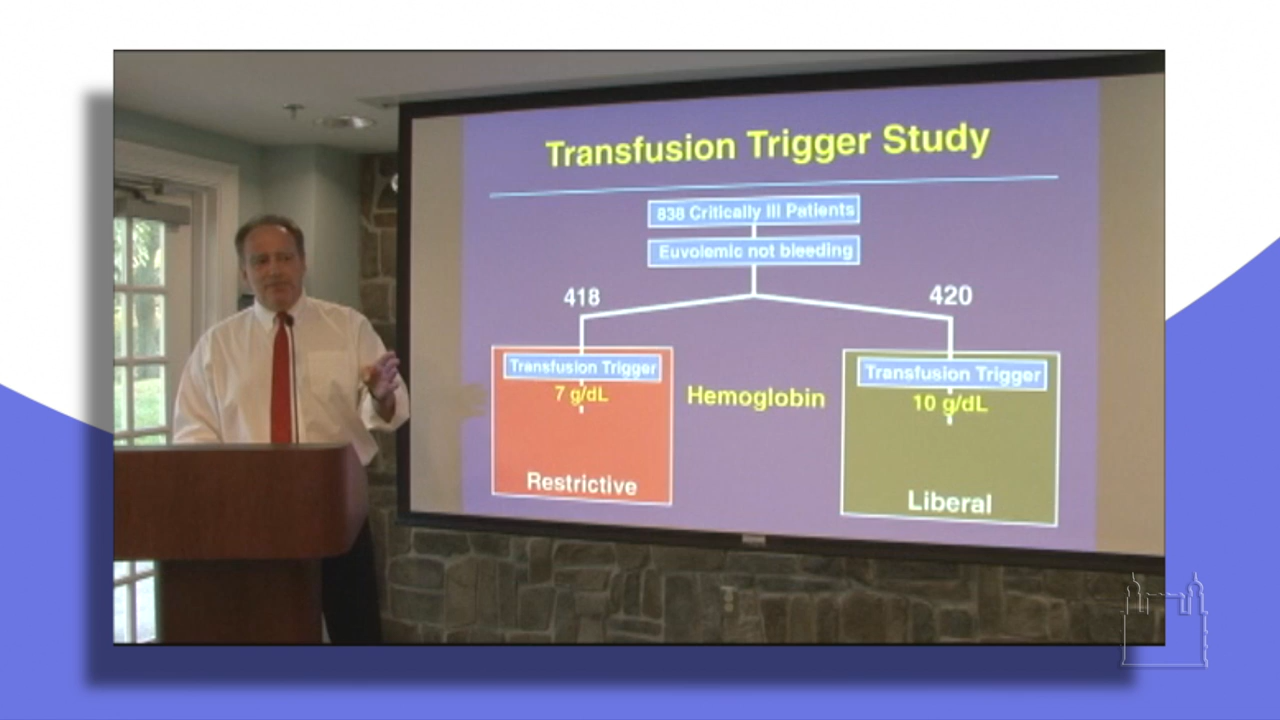 Transfusion Trigger Study
838 Critically Ill Patients
Euvolemic not bleeding
418
420
Transfusion Trigger
7 g/dL
Restrictive
Hemoglobin
Transfusion Trigger
10 g/dL
Liberal